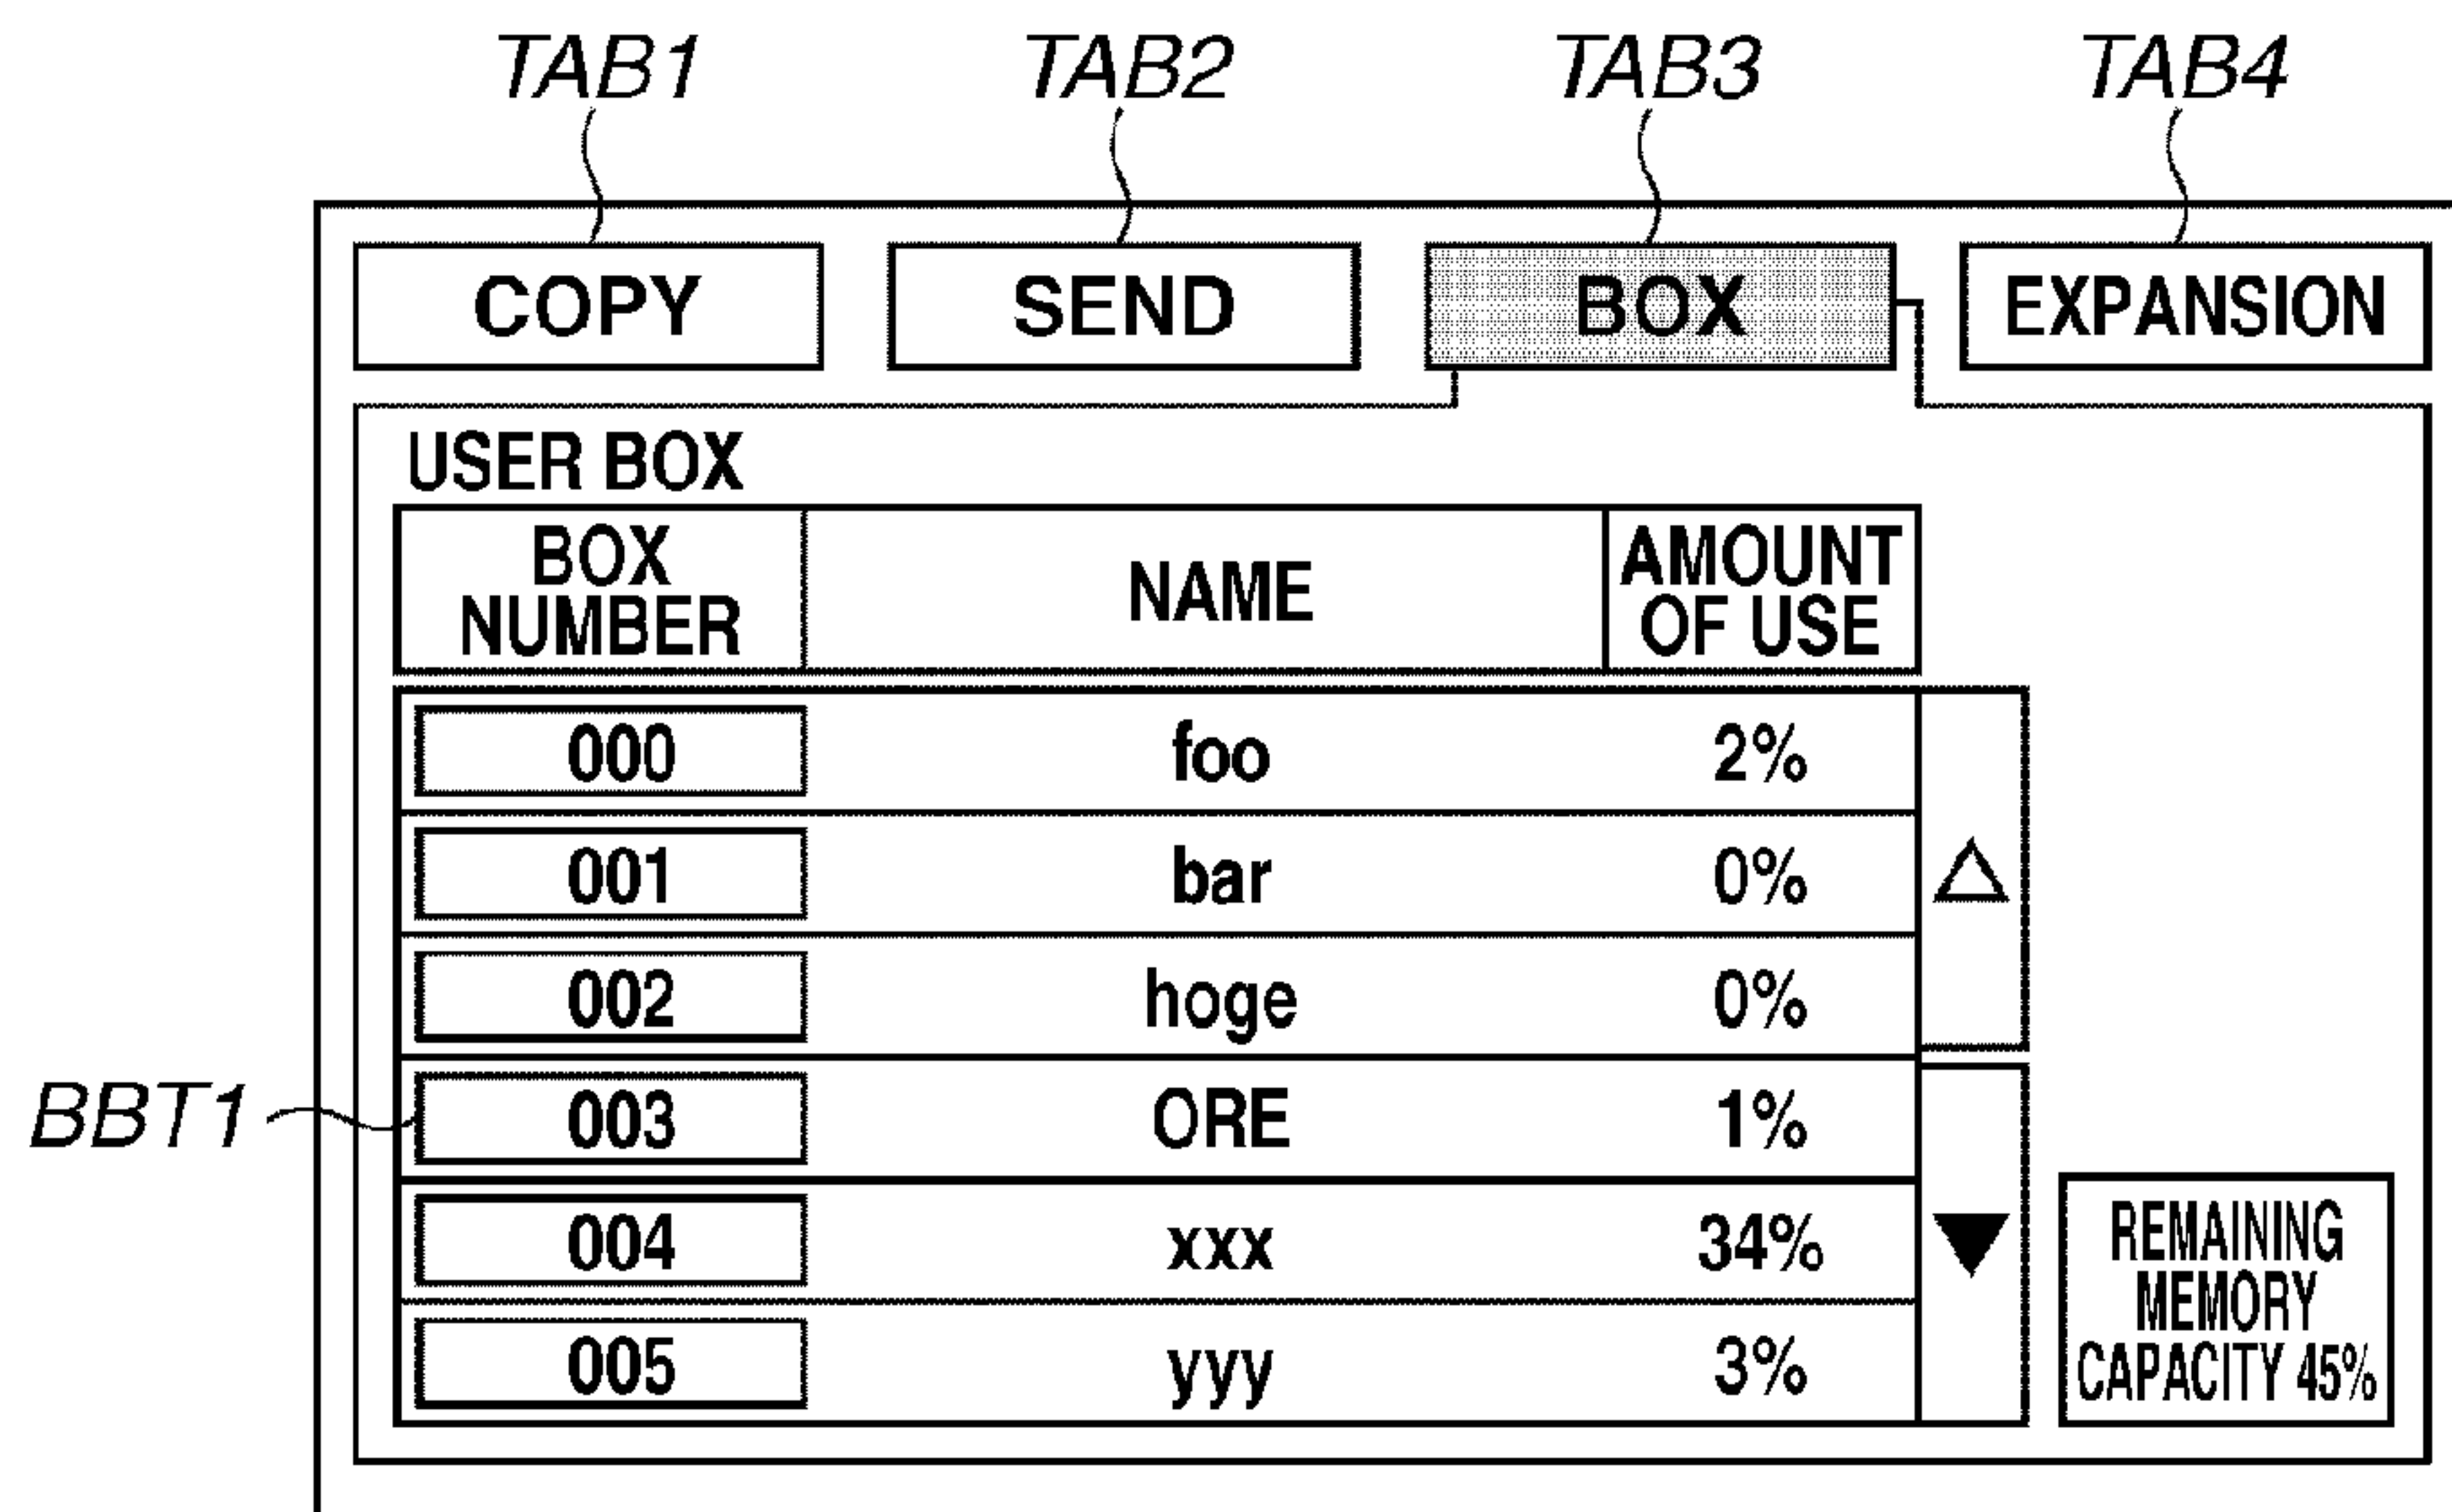 TAB1 TAB2 TAB3 TAB4
COPY SEND BOX EXPANSION
USER BOX
BOX NUMBER NAME AMOUNT OF USE
000 foo 2%
001 bar 0%
002 hoge 0%
BBT1 003 ORE 1%
004 xxx 34%
005 yyy 3%
REMAINING
MEMORY
CAPACITY 45%